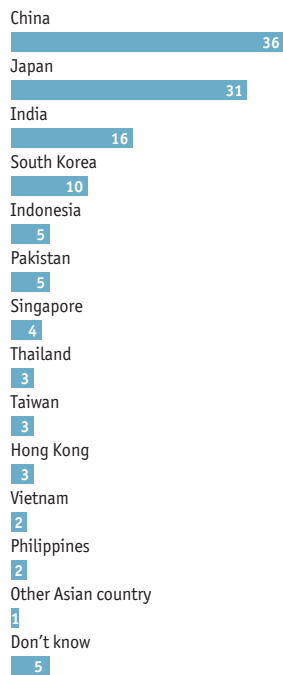 China
36
Japan
31
India
16
South Korea
10
Indonesia
5
Pakistan
5
Singapore
4
Thailand
3
Taiwan
3
Hong Kong
3
Vietnam
2
Philippines
2
Other Asian country
1
Don’t know
5